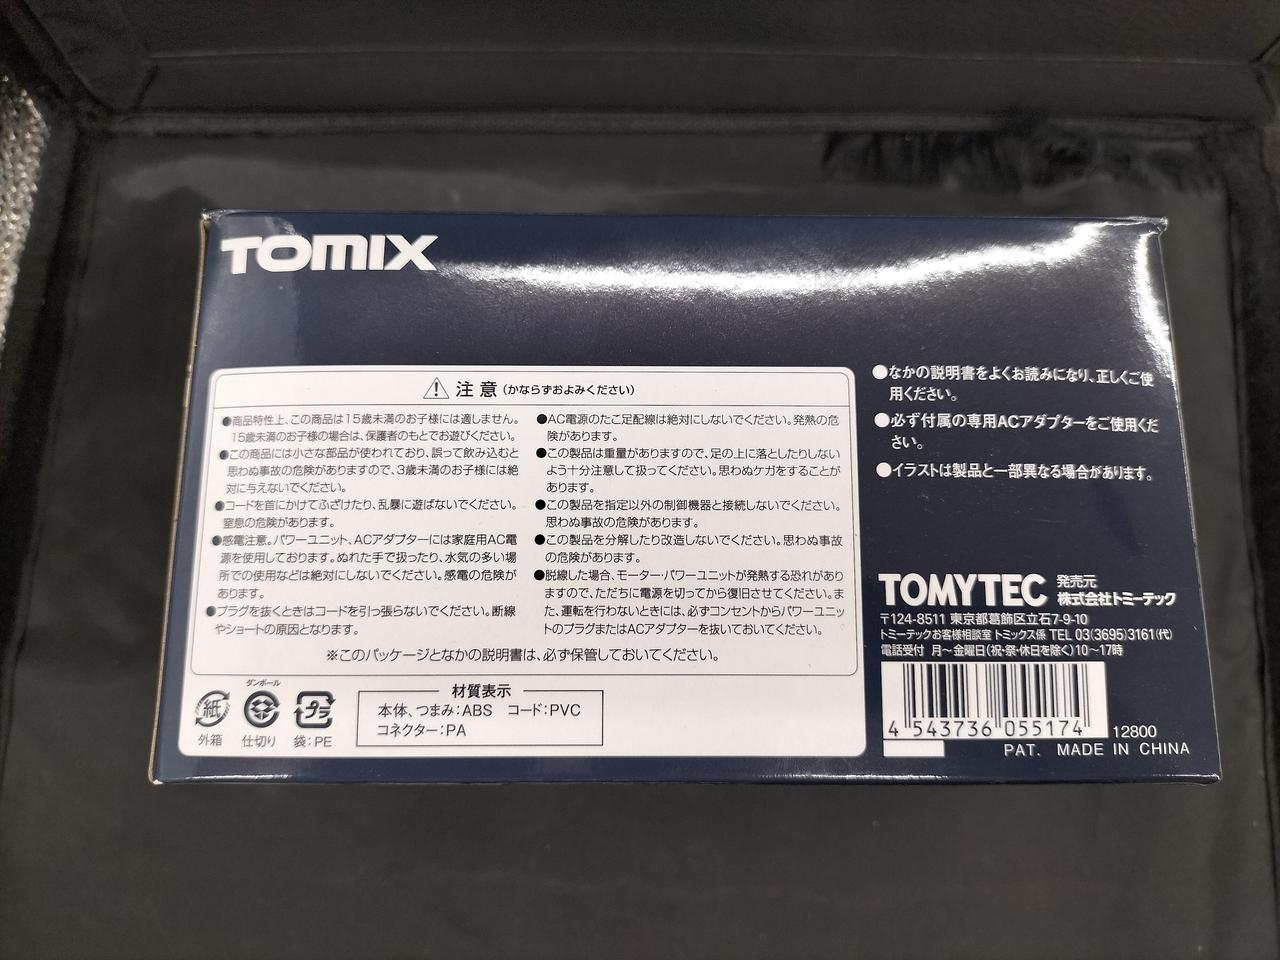 TOMIX
⚠ 注意 (かならずおよみください)
●商品特性上、この商品は15歳未満のお子様には適しません。
15歳未満のお子様の場合は、保護者のもとでお遊びください。
●この商品には小さな部品が使われており、誤って飲み込むと
思わぬ事故の危険がありますので、3歳未満のお子様には絶
対に与えないでください。
●コードを首にかけてふざけたり、乱暴に遊ばないでください。
窒息の危険があります。
●感電注意。パワーユニット、ACアダプターには家庭用AC電
源を使用しております。ぬれた手で扱ったり、水気の多い場
所での使用などは絶対にしないでください。感電の危険が
あります。
●プラグを抜くときはコードを引っ張らないでください。断線
やショートの原因となります。
●AC電源のたこ足配線は絶対にしないでください。発熱の危
険があります。
●この製品は重量がありますので、足の上に落としたりしない
よう十分注意して扱ってください。思わぬケガをすることが
あります。
●この製品を指定以外の制御機器と接続しないでください。
思わぬ事故の危険があります。
●この製品を分解したり改造しないでください。思わぬ事故
の危険があります。
●脱線した場合、モーター・パワーユニットが発熱する恐れがあり
ますので、ただちに電源を切ってから復旧させてください。ま
た、運転を行わないときには、必ずコンセントからパワーユニッ
トのプラグまたはACアダプターを抜いておいてください。
※このパッケージとなかの説明書は、必ず保管しておいてください。
紙
外箱
ダンボール
仕切り
プラ
袋:PE
材質表示
本体、つまみ:ABS コード:PVC
コネクター:PA
●なかの説明書をよくお読みになり、正しくご使
用ください。
●必ず付属の専用ACアダプターをご使用くだ
さい。
●イラストは製品と一部異なる場合があります。
TOMYTEC 発売元
株式会社トミーテック
〒124-8511 東京都葛飾区立石7-9-10
トミーテックお客様相談室 トミックス係 TEL 03(3695)3161(代)
電話受付 月〜金曜日(祝・祭・休日を除く)10〜17時
4 543736 055174
12800
PAT. MADE IN CHINA